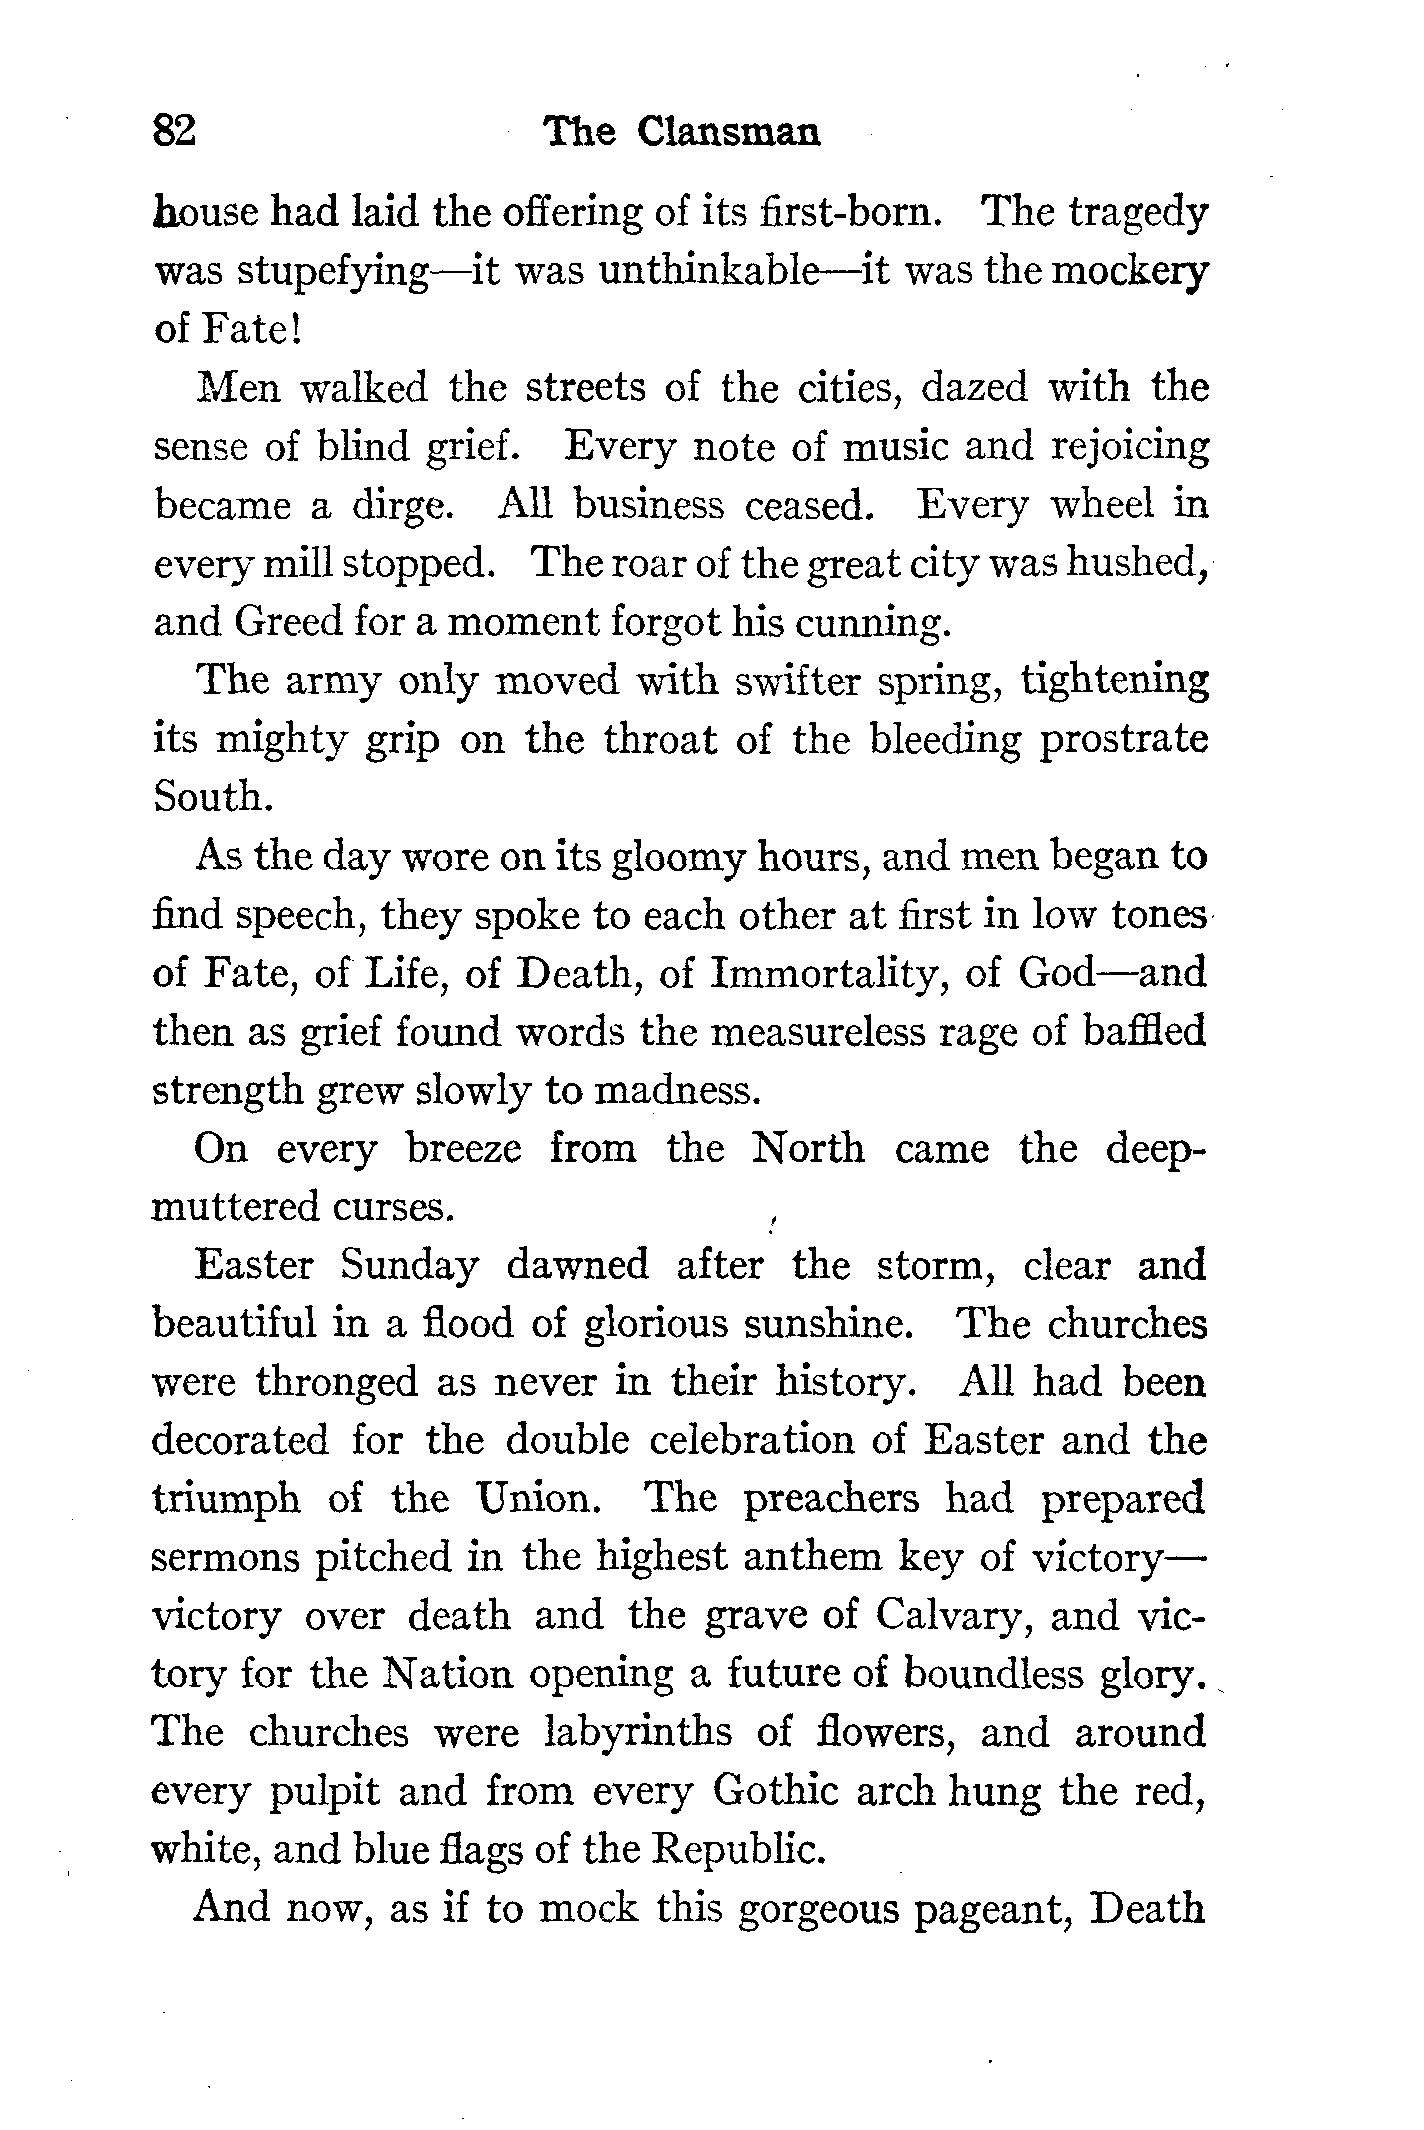 82 The Clansman
house had laid the offering of its first-born. The tragedy
was stupefying—it was unthinkable—it was the mockery
of Fate!
Men walked the streets of the cities, dazed with the
sense of blind grief. Every note of music and rejoicing
became a dirge. All business ceased. Every wheel in
every mill stopped. The roar of the great city was hushed,
and Greed for a moment forgot his cunning.
The army only moved with swifter spring, tightening
its mighty grip on the throat of the bleeding prostrate
South.
As the day wore on its gloomy hours, and men began to
find speech, they spoke to each other at first in low tones
of Fate, of Life, of Death, of Immortality, of God—and
then as grief found words the measureless rage of baffled
strength grew slowly to madness.
On every breeze from the North came the deep-
muttered curses.
Easter Sunday dawned after the storm, clear and
beautiful in a flood of glorious sunshine. The churches
were thronged as never in their history. All had been
decorated for the double celebration of Easter and the
triumph of the Union. The preachers had prepared
sermons pitched in the highest anthem key of victory—
victory over death and the grave of Calvary, and vic-
tory for the Nation opening a future of boundless glory.
The churches were labyrinths of flowers, and around
every pulpit and from every Gothic arch hung the red,
white, and blue flags of the Republic.
And now, as if to mock this gorgeous pageant, Death